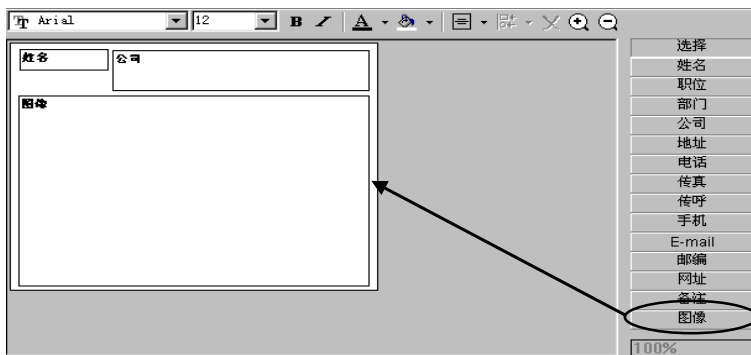 Arial 12 B I A
姓名 公司
图像
选择
姓名
职位
部门
公司
地址
电话
传真
传呼
手机
E-mail
邮编
网址
备注
图像
100%